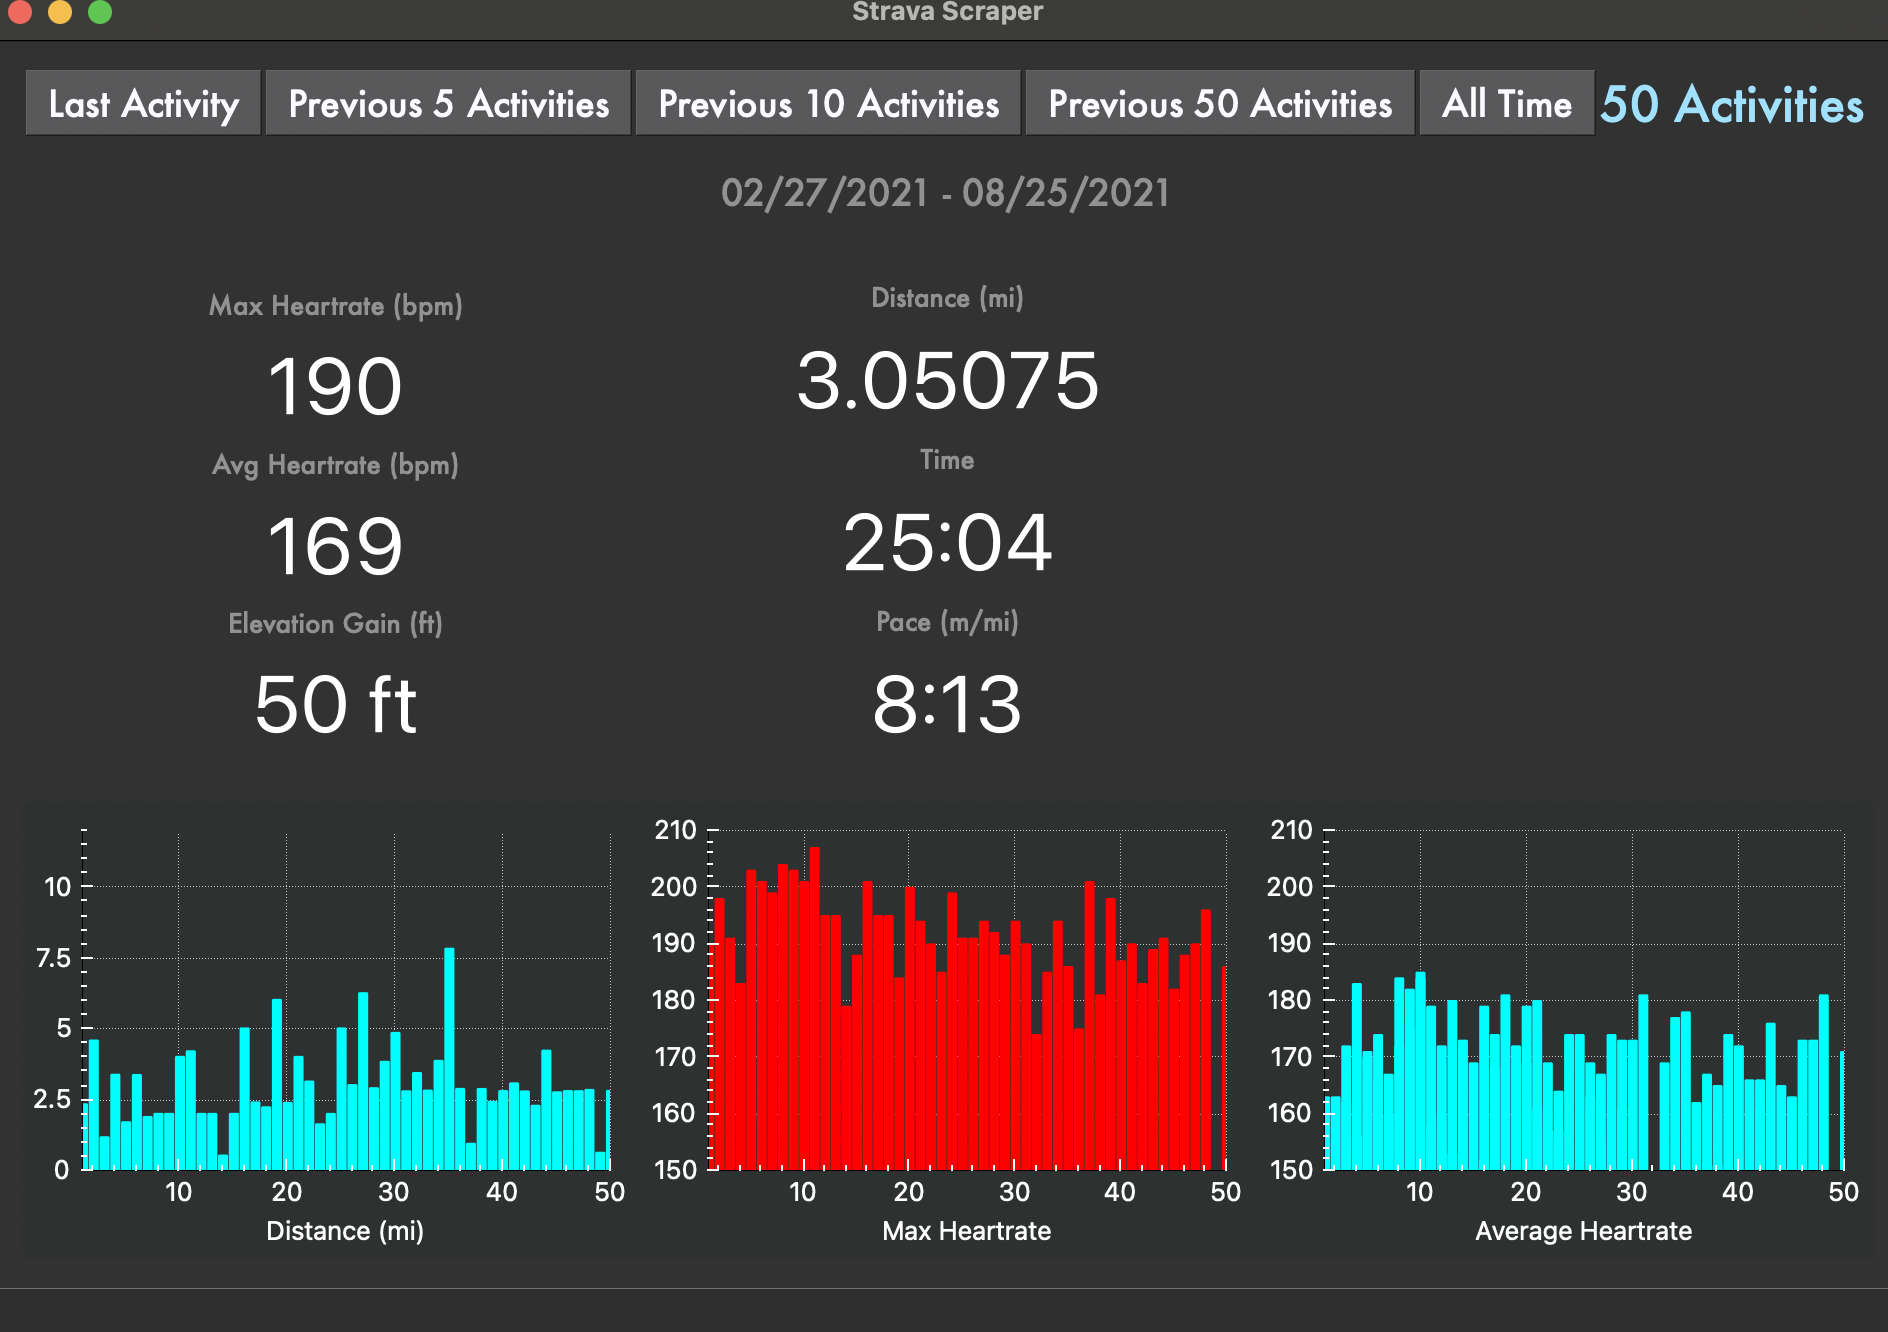 Strava Scraper
Last Activity
Previous 5 Activities
Previous 10 Activities
Previous 50 Activities
All Time
50 Activities
02/27/2021 - 08/25/2021
Max Heartrate (bpm)
190
Avg Heartrate (bpm)
169
Elevation Gain (ft)
50 ft
Distance (mi)
3.05075
Time
25:04
Pace (m/mi)
8:13
10
7.5
5
2.5
0
10 20 30 40 50
Distance (mi)
210
200
190
180
170
160
150
10 20 30 40 50
Max Heartrate
210
200
190
180
170
160
150
10 20 30 40 50
Average Heartrate